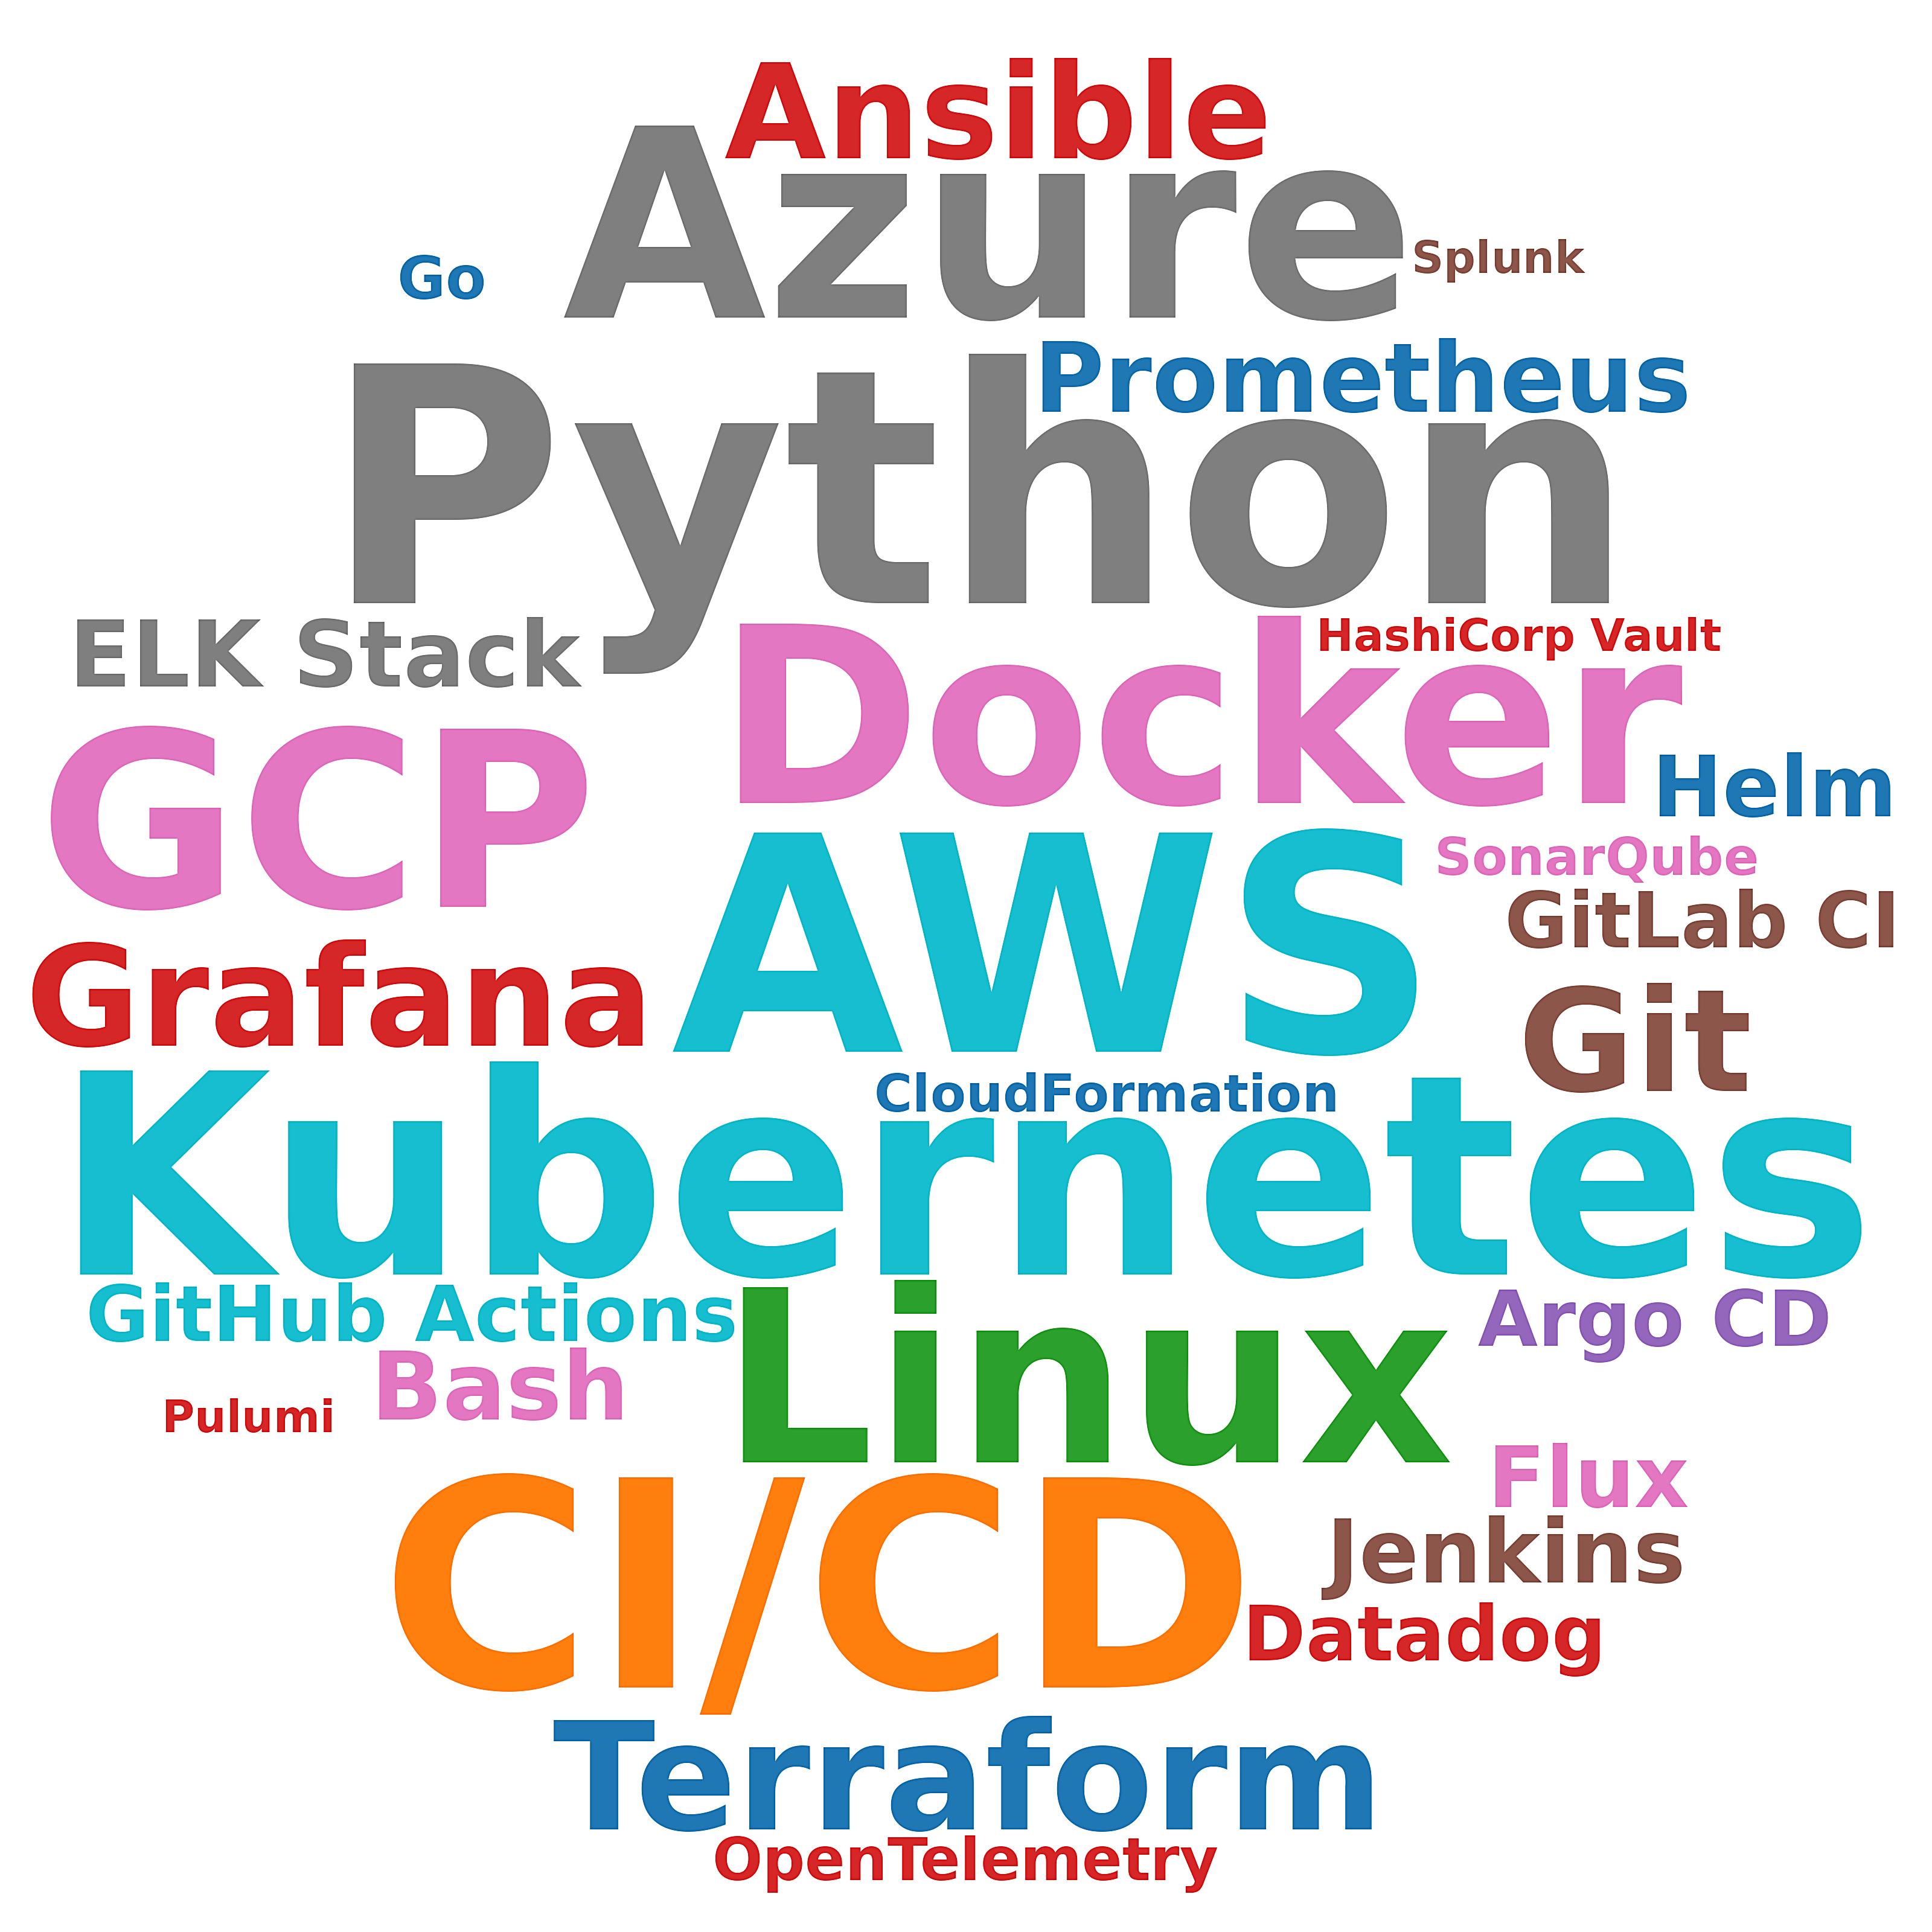 Ansible
Azure
Go
Splunk
Prometheus
Python
ELK Stack
HashiCorp Vault
Docker
GCP
Helm
SonarQube
AWS
GitLab CI
Grafana
Git
CloudFormation
Kubernetes
GitHub Actions
Linux
Argo CD
Bash
Pulumi
Flux
CI/CD
Jenkins
Datadog
Terraform
OpenTelemetry